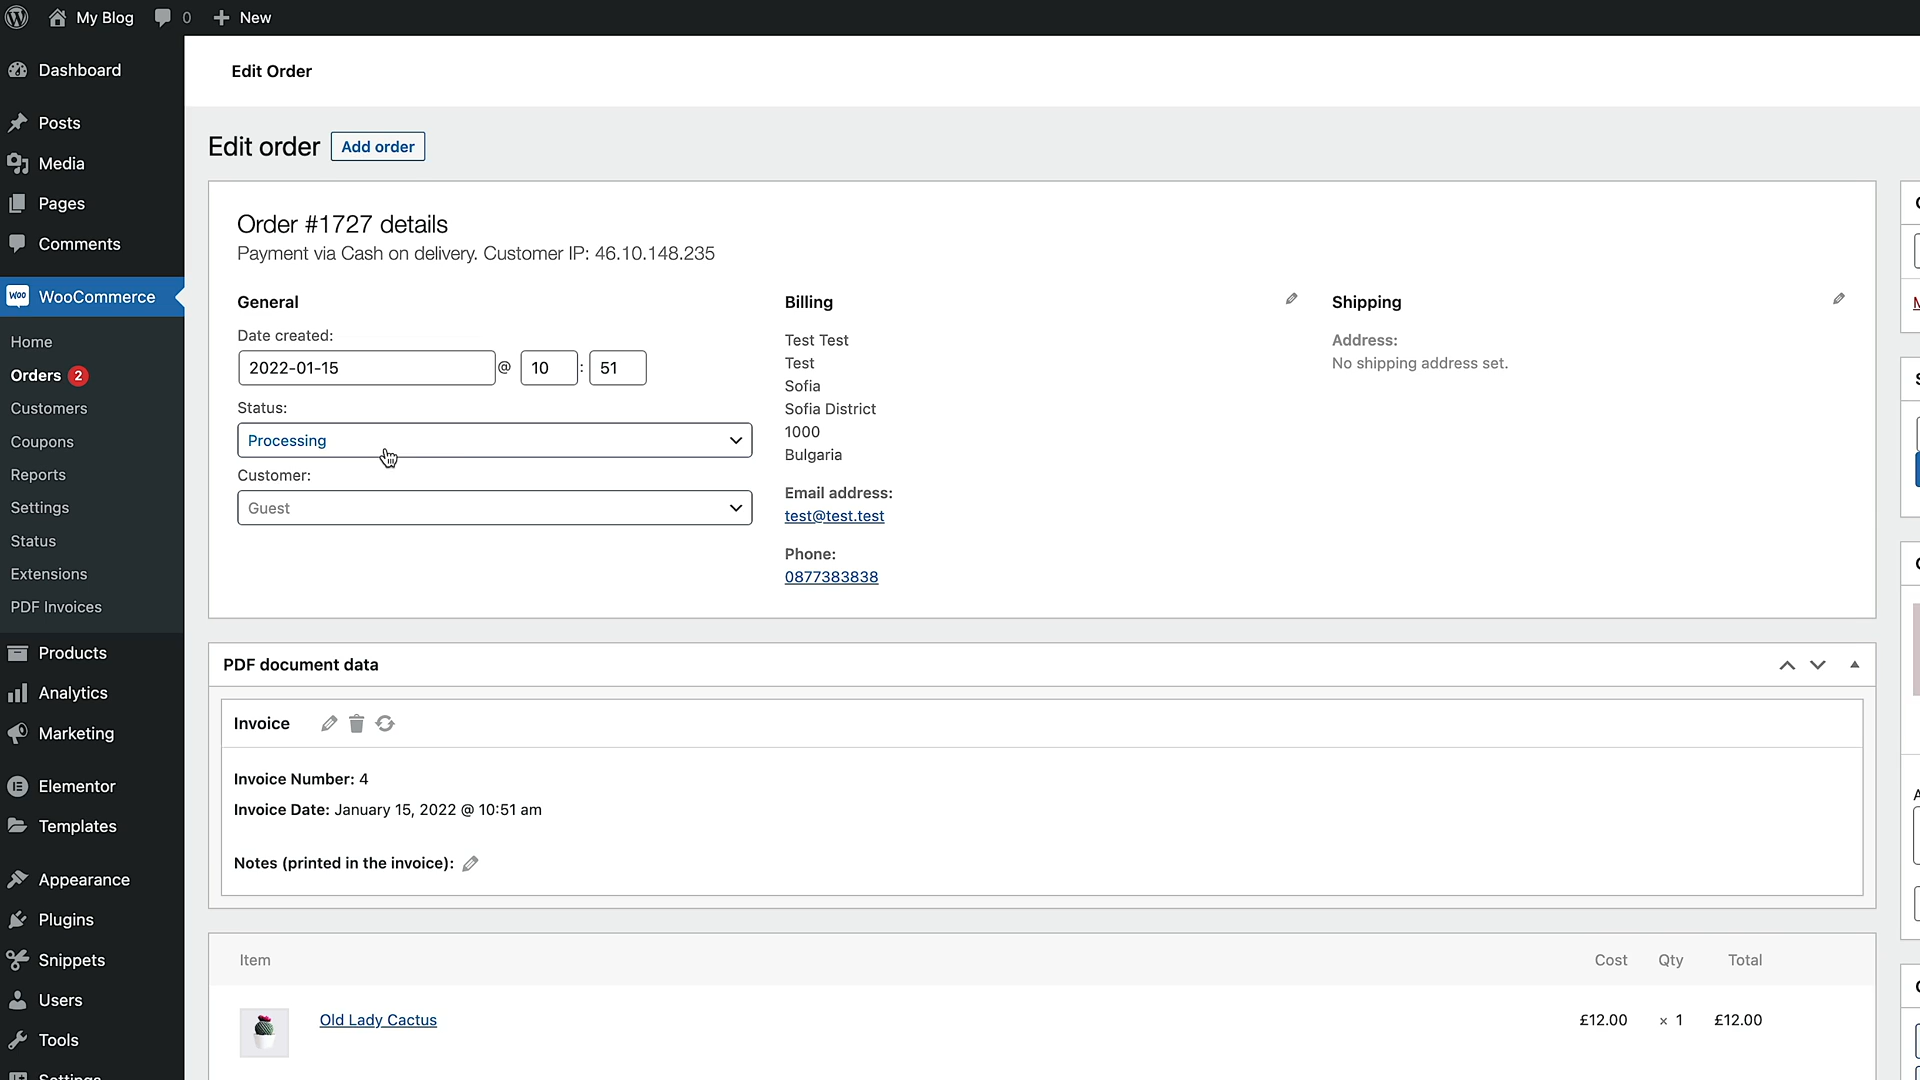 My Blog 0 New
Dashboard
Posts
Media
Pages
Comments
WooCommerce
Home
Orders 2
Customers
Coupons
Reports
Settings
Status
Extensions
PDF Invoices
Products
Analytics
Marketing
Elementor
Templates
Appearance
Plugins
Snippets
Users
Tools
Edit Order
Edit order Add order
Order #1727 details
Payment via Cash on delivery. Customer IP: 46.10.148.235
General
Date created:
2022-01-15 @ 10 : 51
Status:
Processing
Customer:
Guest
Billing
Test Test
Test
Sofia
Sofia District
1000
Bulgaria
Email address:
test@test.test
Phone:
0877383838
Shipping
Address:
No shipping address set.
PDF document data
Invoice
Invoice Number: 4
Invoice Date: January 15, 2022 @ 10:51 am
Notes (printed in the invoice):
Item Cost Qty Total
Old Lady Cactus £12.00 × 1 £12.00